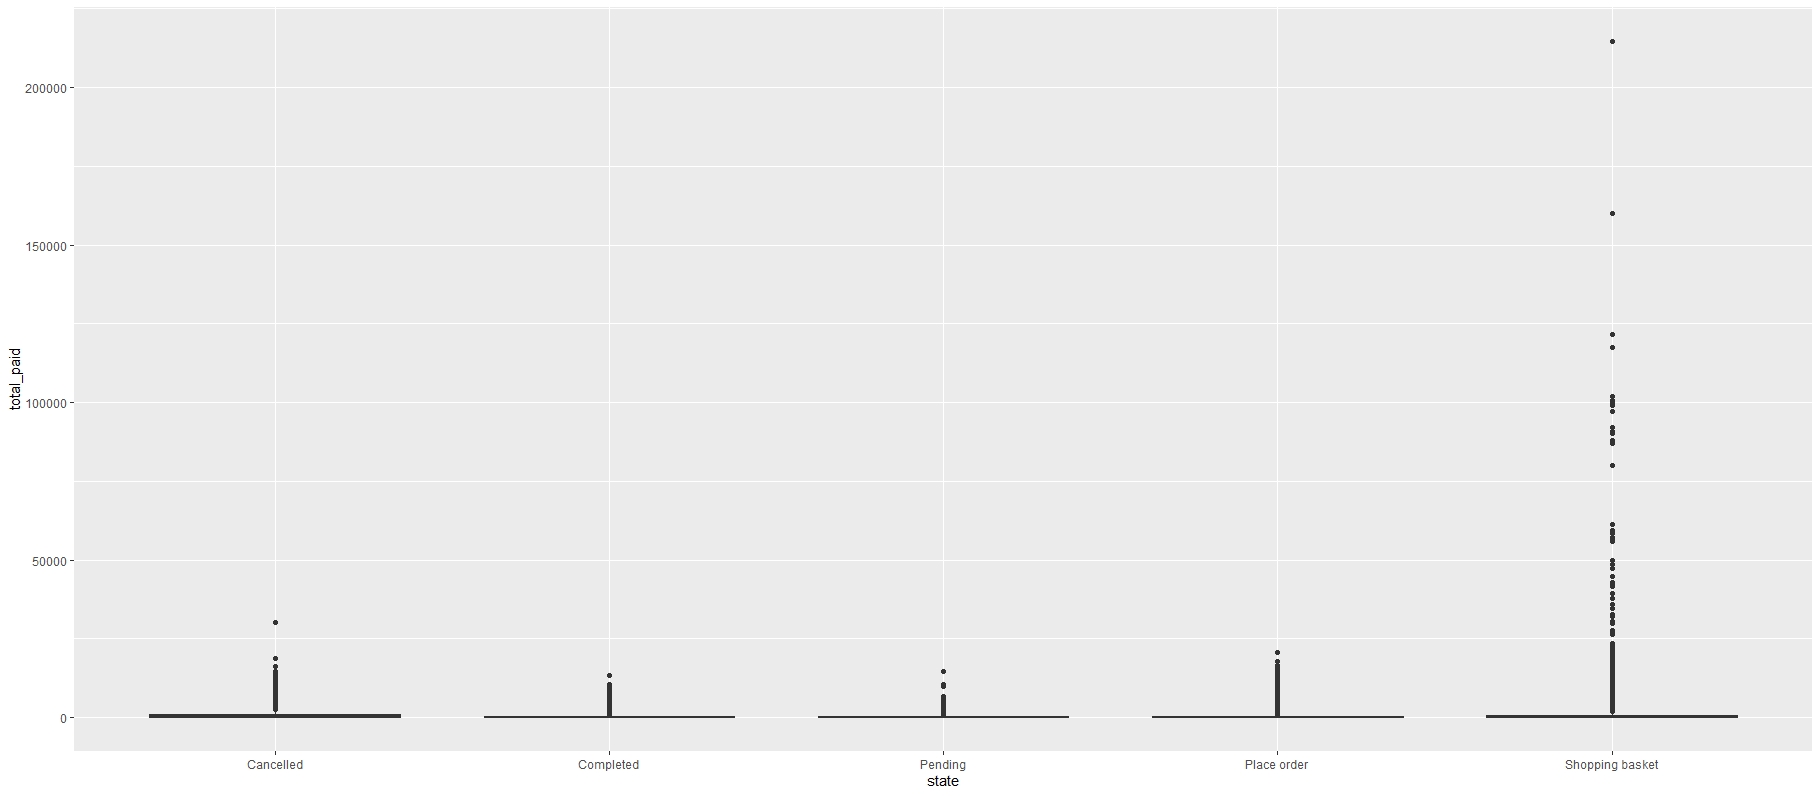 200000
150000
100000
50000
0
total_paid
Cancelled Completed Pending Place order Shopping basket
state